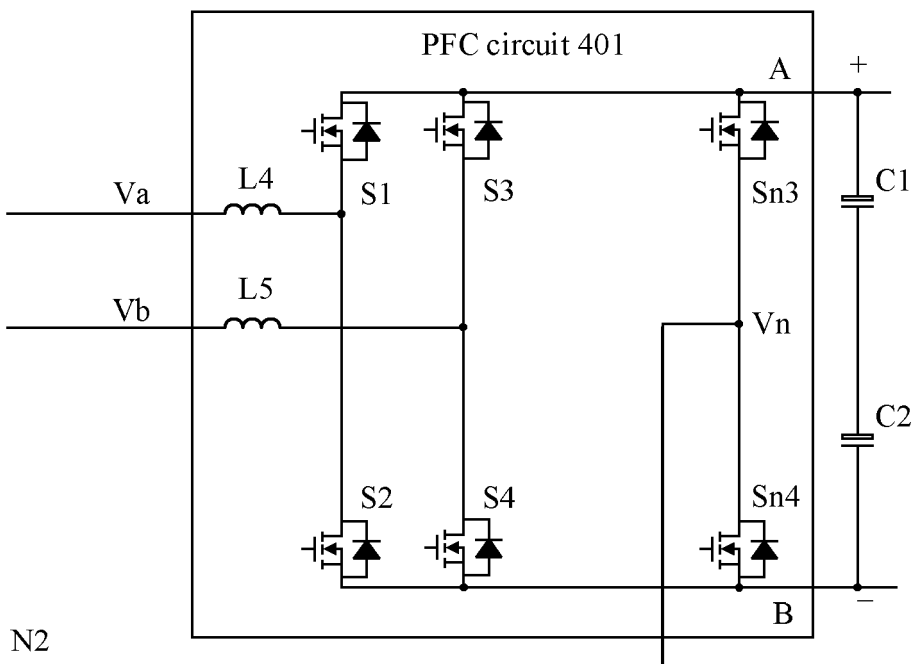 PFC circuit 401
A
+
L4
Va
S1
S3
Sn3
C1
L5
Vb
Vn
C2
S2
S4
Sn4
B
−
N2